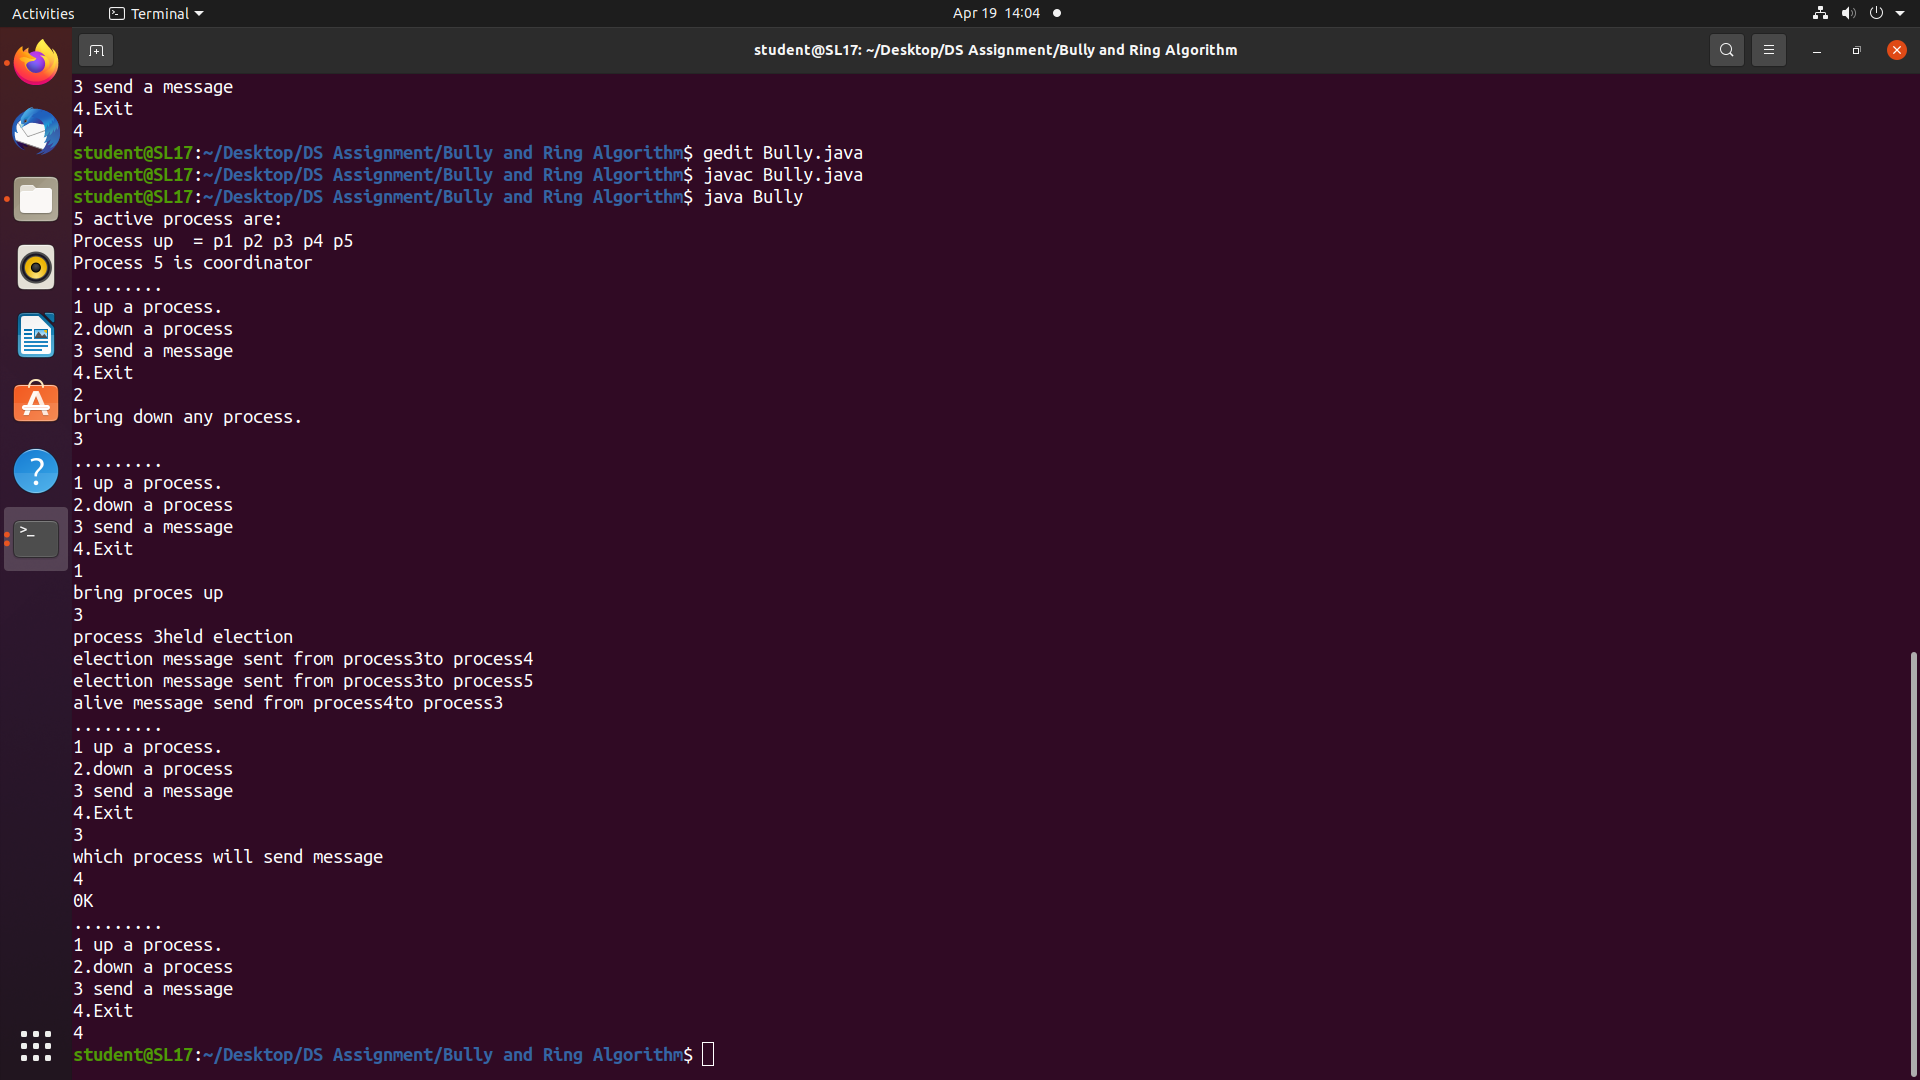 Activities
Terminal
Apr 19 14:04
student@SL17: ~/Desktop/DS Assignment/Bully and Ring Algorithm
3 send a message
4.Exit
4
student@SL17:~/Desktop/DS Assignment/Bully and Ring Algorithm$ gedit Bully.java
student@SL17:~/Desktop/DS Assignment/Bully and Ring Algorithm$ javac Bully.java
student@SL17:~/Desktop/DS Assignment/Bully and Ring Algorithm$ java Bully
5 active process are:
Process up  = p1 p2 p3 p4 p5
Process 5 is coordinator
.........
1 up a process.
2.down a process
3 send a message
4.Exit
2
bring down any process.
3
.........
1 up a process.
2.down a process
3 send a message
4.Exit
1
bring proces up
3
process 3held election
election message sent from process3to process4
election message sent from process3to process5
alive message send from process4to process3
.........
1 up a process.
2.down a process
3 send a message
4.Exit
3
which process will send message
4
0K
.........
1 up a process.
2.down a process
3 send a message
4.Exit
4
student@SL17:~/Desktop/DS Assignment/Bully and Ring Algorithm$